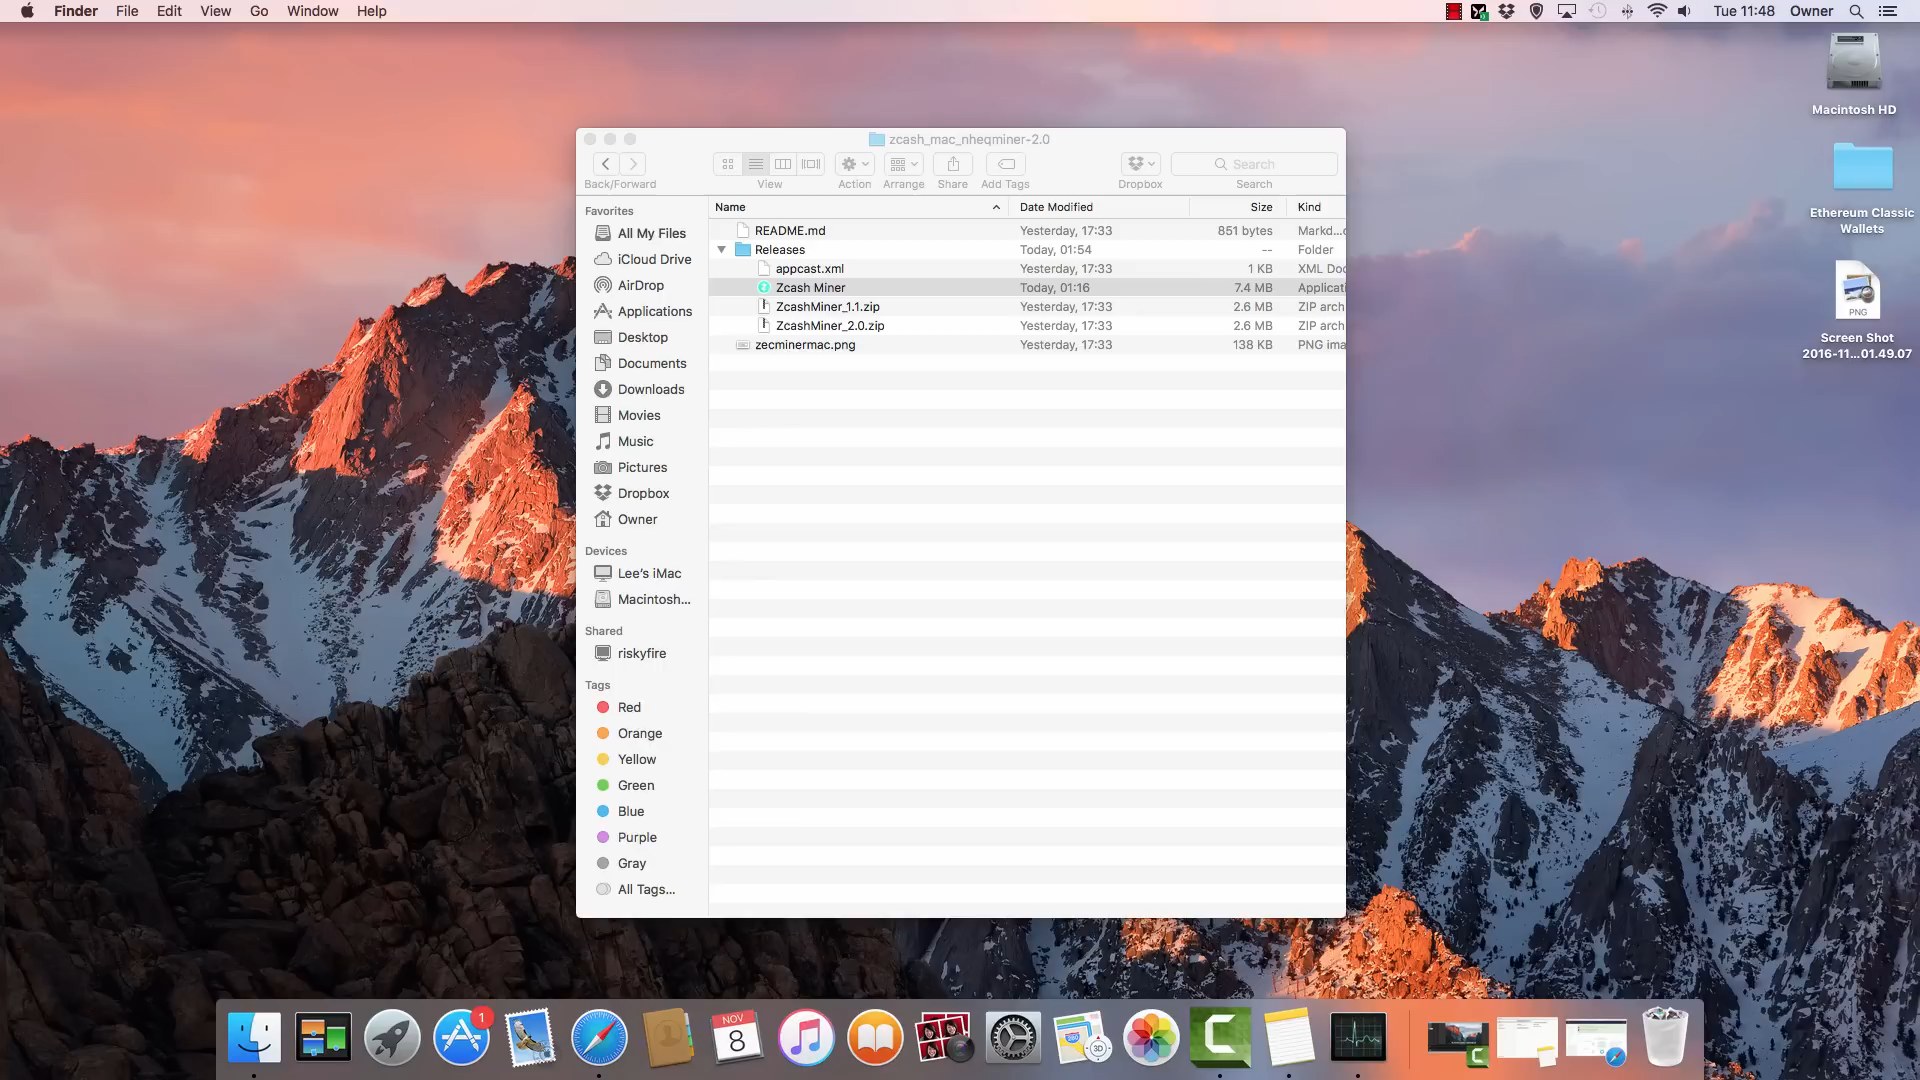 Finder File Edit View Go Window Help Tue 11:48 Owner
Macintosh HD
Ethereum Classic
Wallets
PNG
Screen Shot
2016-11...01.49.07
zcash_mac_nheqminer-2.0
Search
Back/Forward View Action Arrange Share Add Tags Dropbox Search
Favorites
All My Files
iCloud Drive
AirDrop
Applications
Desktop
Documents
Downloads
Movies
Music
Pictures
Dropbox
Owner
Devices
Lee's iMac
Macintosh...
Shared
riskyfire
Tags
Red
Orange
Yellow
Green
Blue
Purple
Gray
All Tags...
Name Date Modified Size Kind
README.md Yesterday, 17:33 851 bytes Markd...
Releases Today, 01:54 -- Folder
appcast.xml Yesterday, 17:33 1 KB XML Doc
Zcash Miner Today, 01:16 7.4 MB Applicati
ZcashMiner_1.1.zip Yesterday, 17:33 2.6 MB ZIP arch
ZcashMiner_2.0.zip Yesterday, 17:33 2.6 MB ZIP arch
zecminermac.png Yesterday, 17:33 138 KB PNG ima
1
NOV
8
280
3D